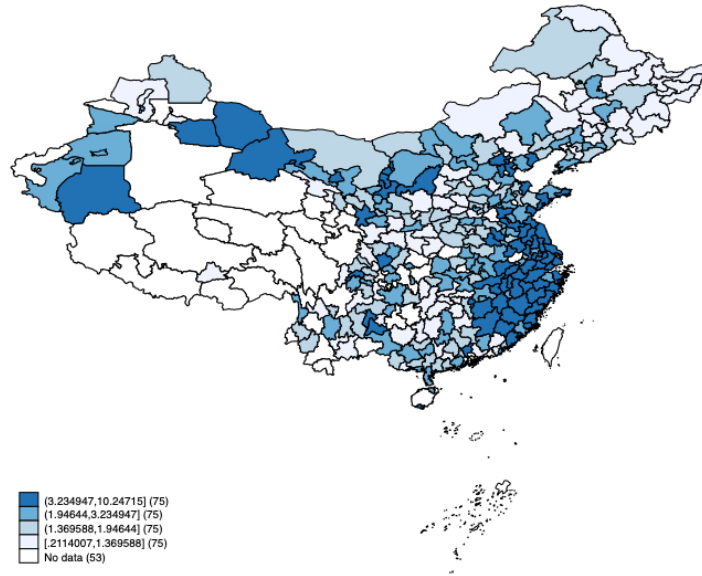 (3.234947,10.24715] (75)
(1.94644,3.234947] (75)
(1.369588,1.94644] (75)
[.2114007,1.369588] (75)
No data (53)